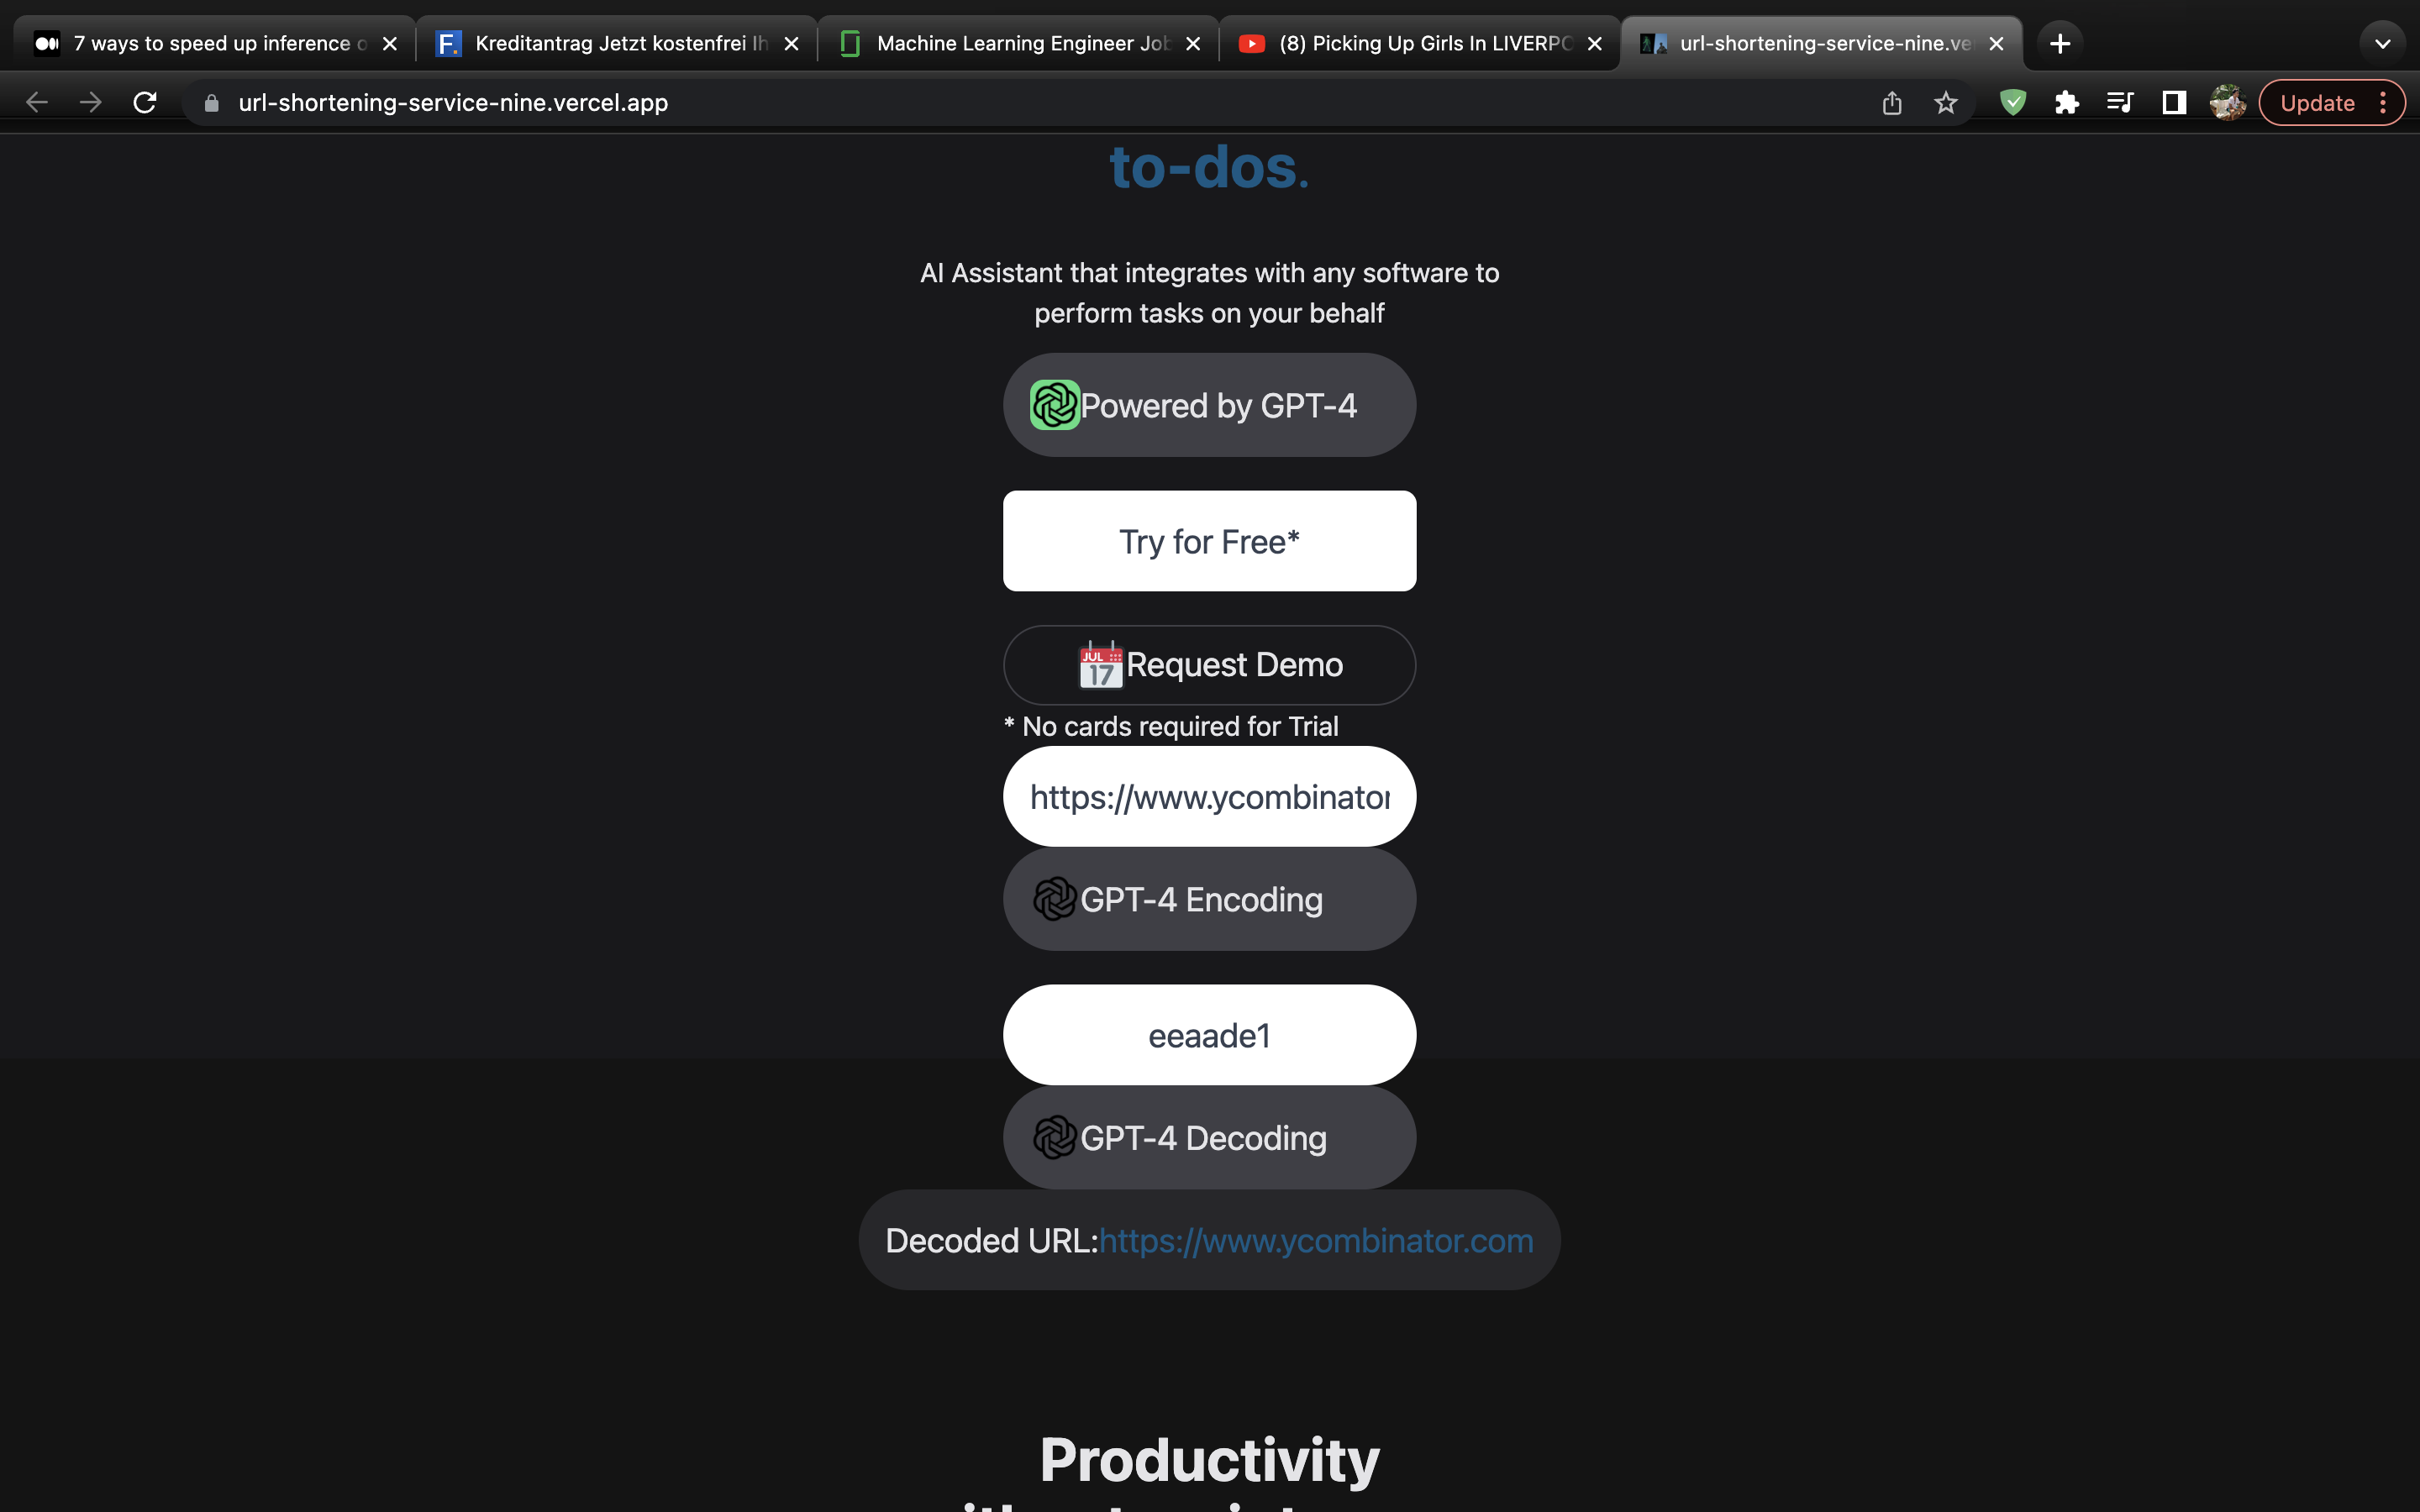 7 ways to speed up inference o
Kreditantrag Jetzt kostenfrei Ih
Machine Learning Engineer Job
(8) Picking Up Girls In LIVERPO
url-shortening-service-nine.ve
url-shortening-service-nine.vercel.app
Update
to-dos.
AI Assistant that integrates with any software to
perform tasks on your behalf
Powered by GPT-4
Try for Free*
JUL
17
Request Demo
* No cards required for Trial
https://www.ycombinator
GPT-4 Encoding
eeaade1
GPT-4 Decoding
Decoded URL:https://www.ycombinator.com
Productivity